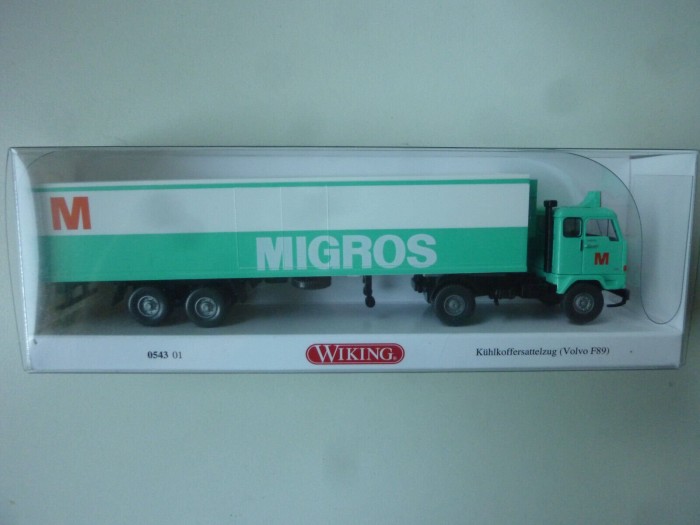 M
MIGROS
M
WIKING®
0543 01
Kühlkoffersattelzug (Volvo F89)